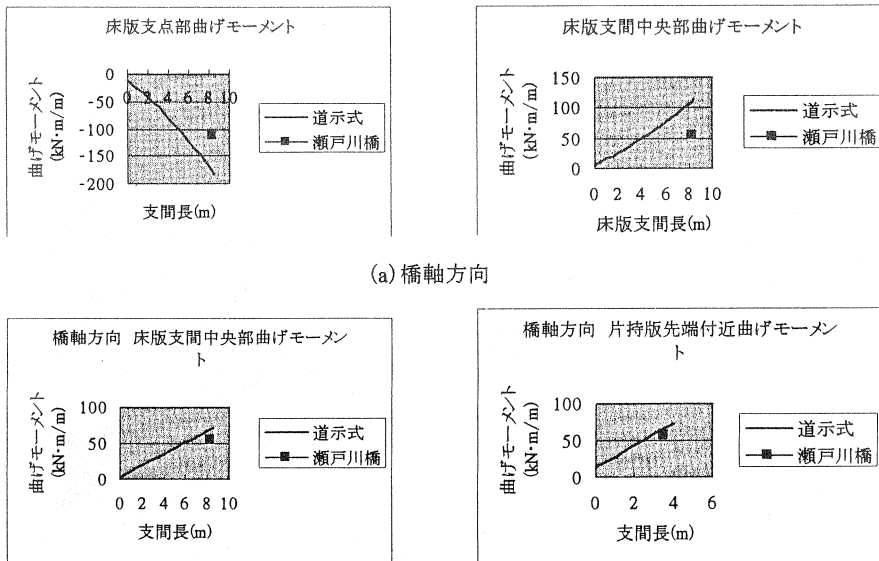 床版支点部曲げモーメント
曲げモーメント
(kN·m/m)
0
-50
-100
-150
-200
0 2 4 6 8 10
支間長(m)
道示式
瀬戸川橋
床版支間中央部曲げモーメント
曲げモーメント
(kN·m/m)
150
100
50
0
0 2 4 6 8 10
床版支間長(m)
道示式
瀬戸川橋
(a)橋軸方向
橋軸方向 床版支間中央部曲げモーメン
ト
曲げモーメント
(kN·m/m)
100
50
0
0 2 4 6 8 10
支間長(m)
道示式
瀬戸川橋
橋軸方向 片持版先端付近曲げモーメン
ト
曲げモーメント
(kN·m/m)
100
50
0
0 2 4 6
支間長(m)
道示式
瀬戸川橋